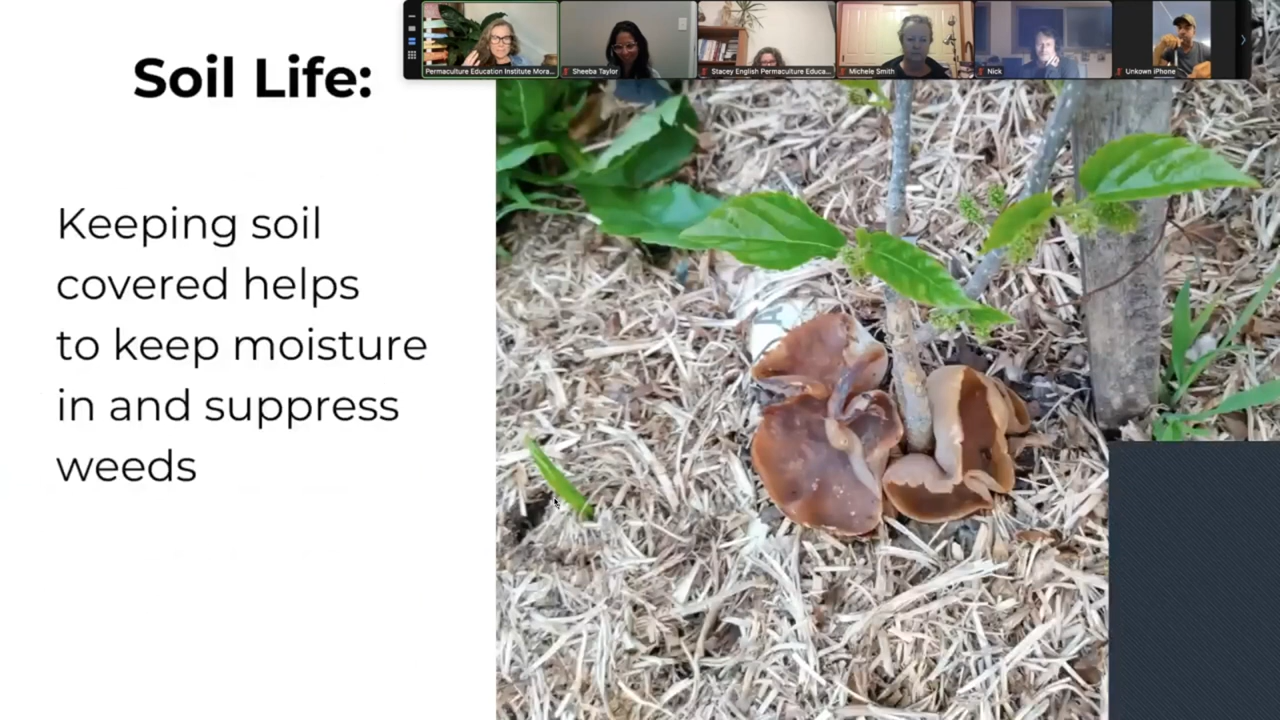 Soil Life:
Keeping soil
covered helps
to keep moisture
in and suppress
weeds
Permaculture Education Institute Mora...
Sheeba Taylor
Stacey English Permaculture Educa...
Michele Smith
Nick
Unkown iPhone